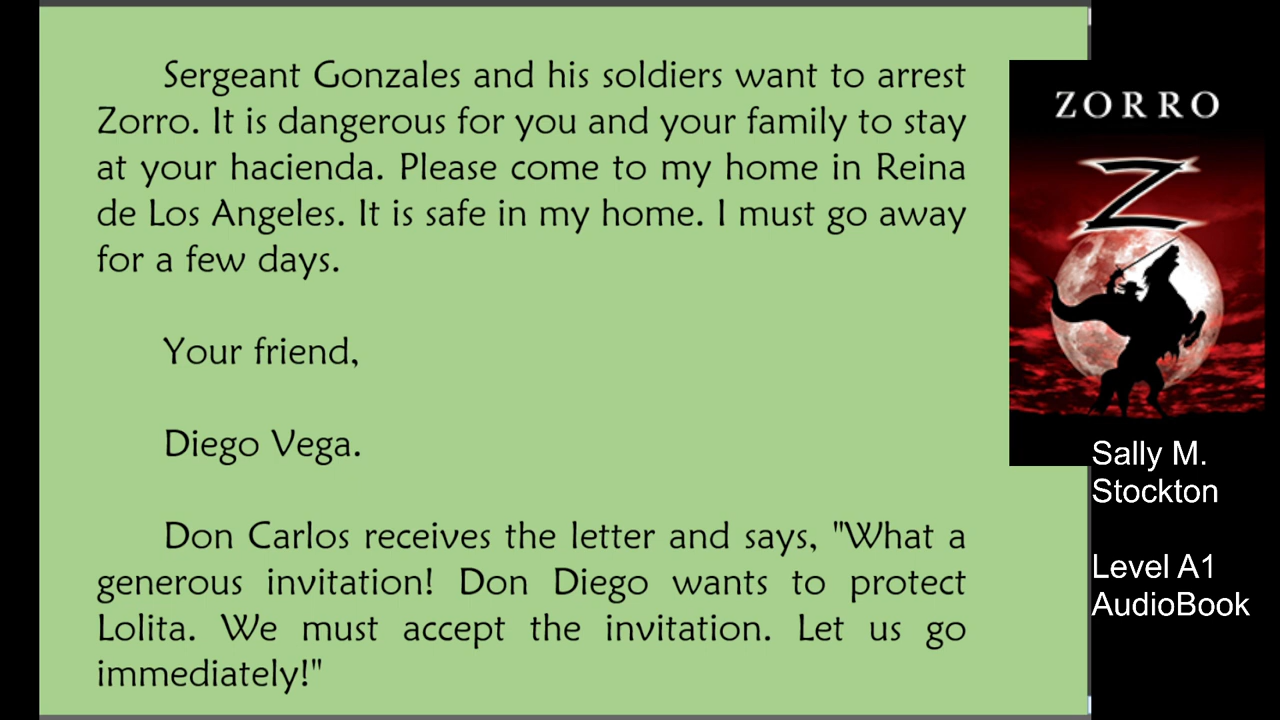 Sergeant Gonzales and his soldiers want to arrest
Zorro. It is dangerous for you and your family to stay
at your hacienda. Please come to my home in Reina
de Los Angeles. It is safe in my home. I must go away
for a few days.
Your friend,
Diego Vega.
Don Carlos receives the letter and says, "What a
generous invitation! Don Diego wants to protect
Lolita. We must accept the invitation. Let us go
immediately!"
ZORRO
Z
Sally M.
Stockton
Level A1
AudioBook